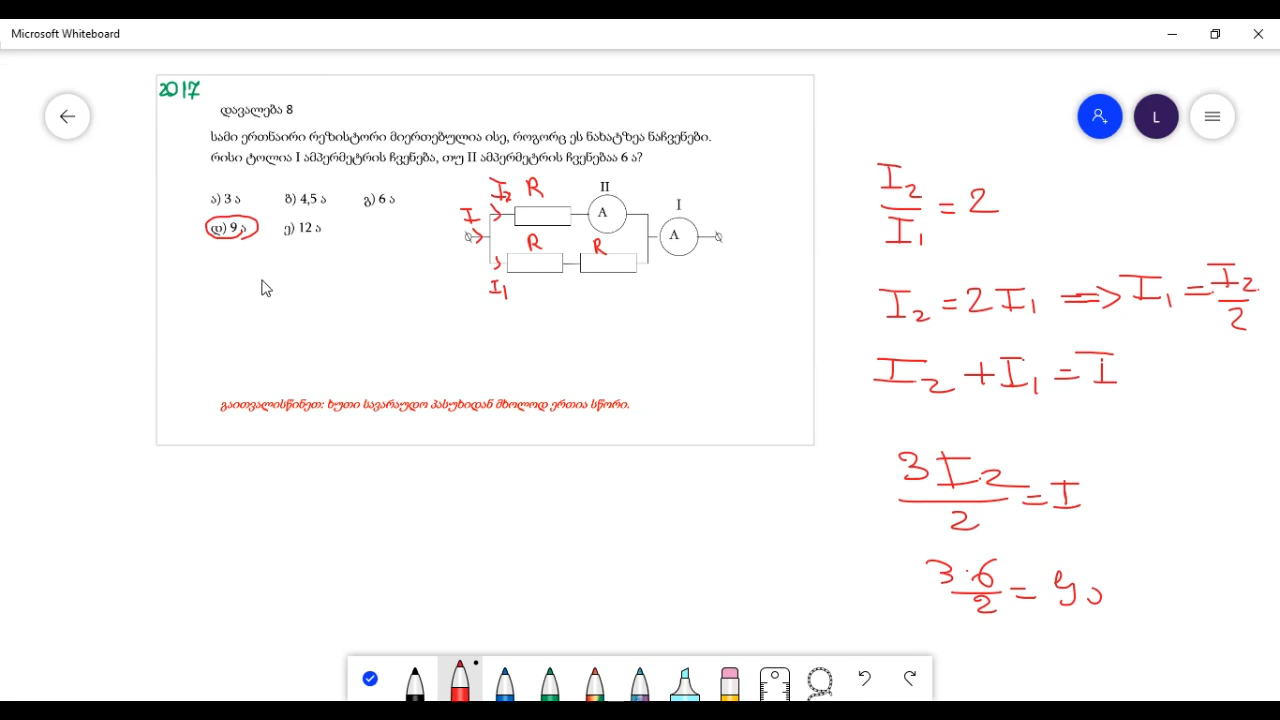 Microsoft Whiteboard
2017
დავალება 8
სამი ერთნაირი რეზისტორი მიერთებულია ისე, როგორც ეს ნახატზეა ნაჩვენები.
რისი ტოლია I ამპერმეტრის ჩვენება, თუ II ამპერმეტრის ჩვენებაა 6 ა?
ა) 3 ა ბ) 4,5 ა გ) 6 ა
დ) 9 ა ე) 12 ა
I₂ R II
I A I
R R A
I₁
გაითვალისწინეთ: ხუთი სავარაუდო პასუხიდან მხოლოდ ერთია სწორი.
L
I₂/I₁ = 2
I₂ = 2I₁ => I₁ = I₂/2
I₂ + I₁ = I
3I₂/2 = I
3·6/2 = 9 ა